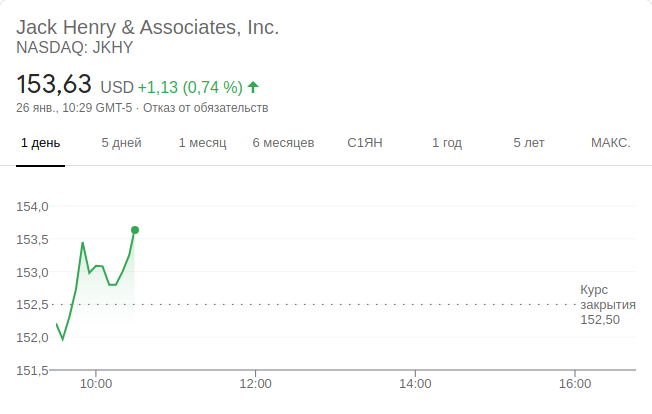 Jack Henry & Associates, Inc.
NASDAQ: JKHY
153,63 USD +1,13 (0,74 %)
26 янв., 10:29 GMT-5 · Отказ от обязательств
1 день 5 дней 1 месяц 6 месяцев С1ЯН 1 год 5 лет МАКС.
154,0
153,5
153,0
152,5
152,0
151,5
Курс
закрытия
152,50
10:00 12:00 14:00 16:00